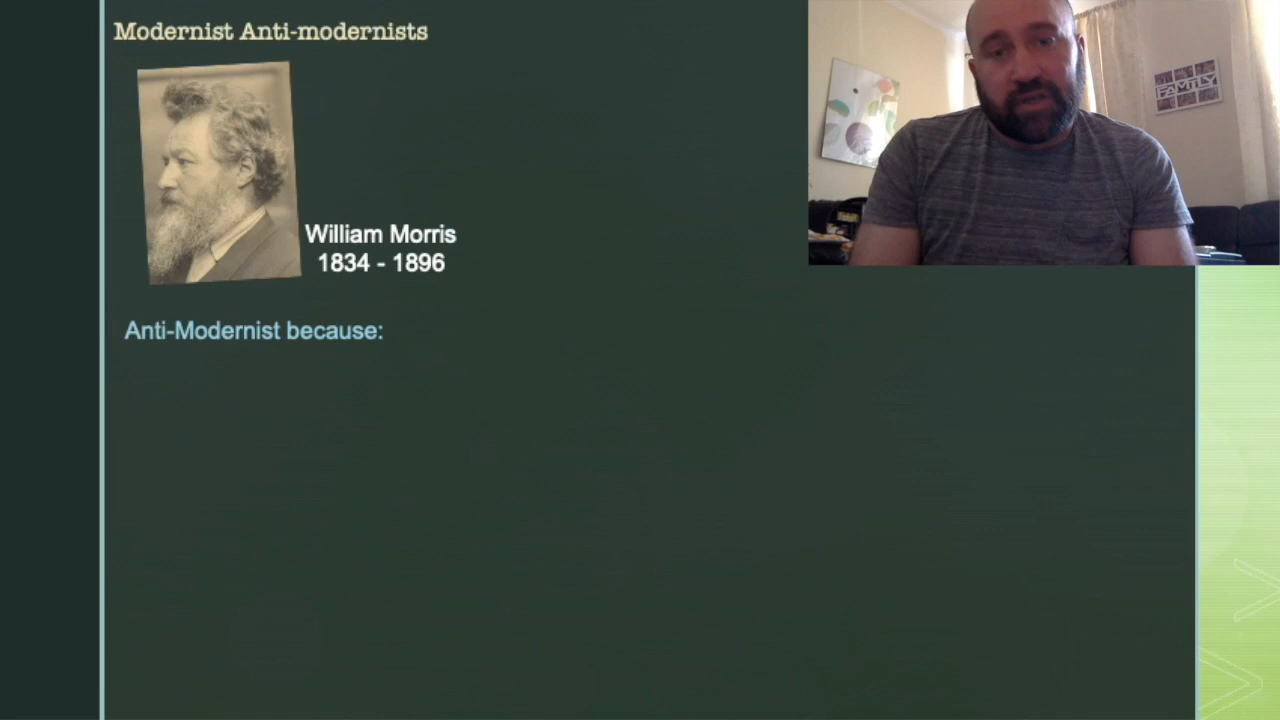 Modernist Anti-modernists
William Morris
1834 - 1896
Anti-Modernist because:
FAMILY